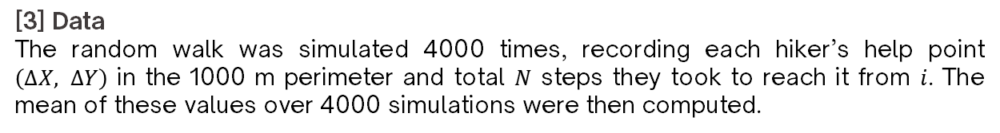 [3] Data
The random walk was simulated 4000 times, recording each hiker's help point
(ΔX, ΔY) in the 1000 m perimeter and total N steps they took to reach it from i. The
mean of these values over 4000 simulations were then computed.